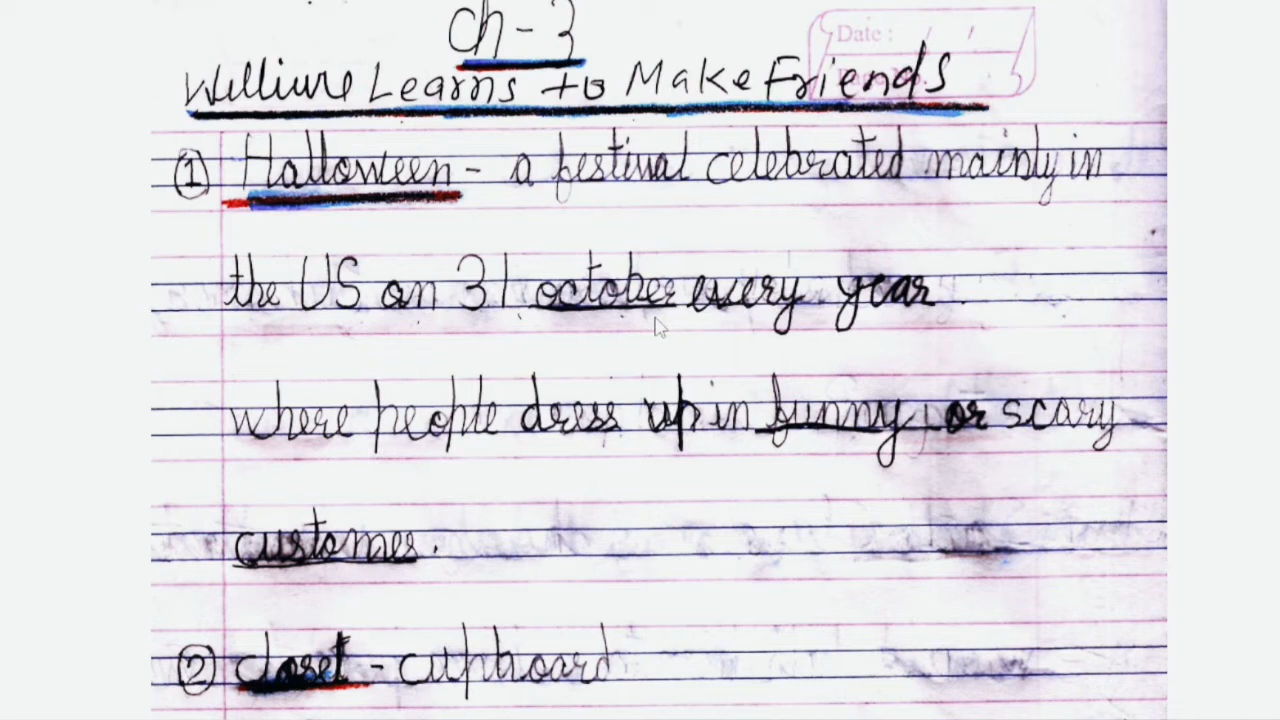 Ch-3
Learns to Make Friends
Date : / /
① Halloween - a festival celebrated mainly in
the US on 31 october every year.
where people dress up in funny or scary
customes.
② closet - cupboard